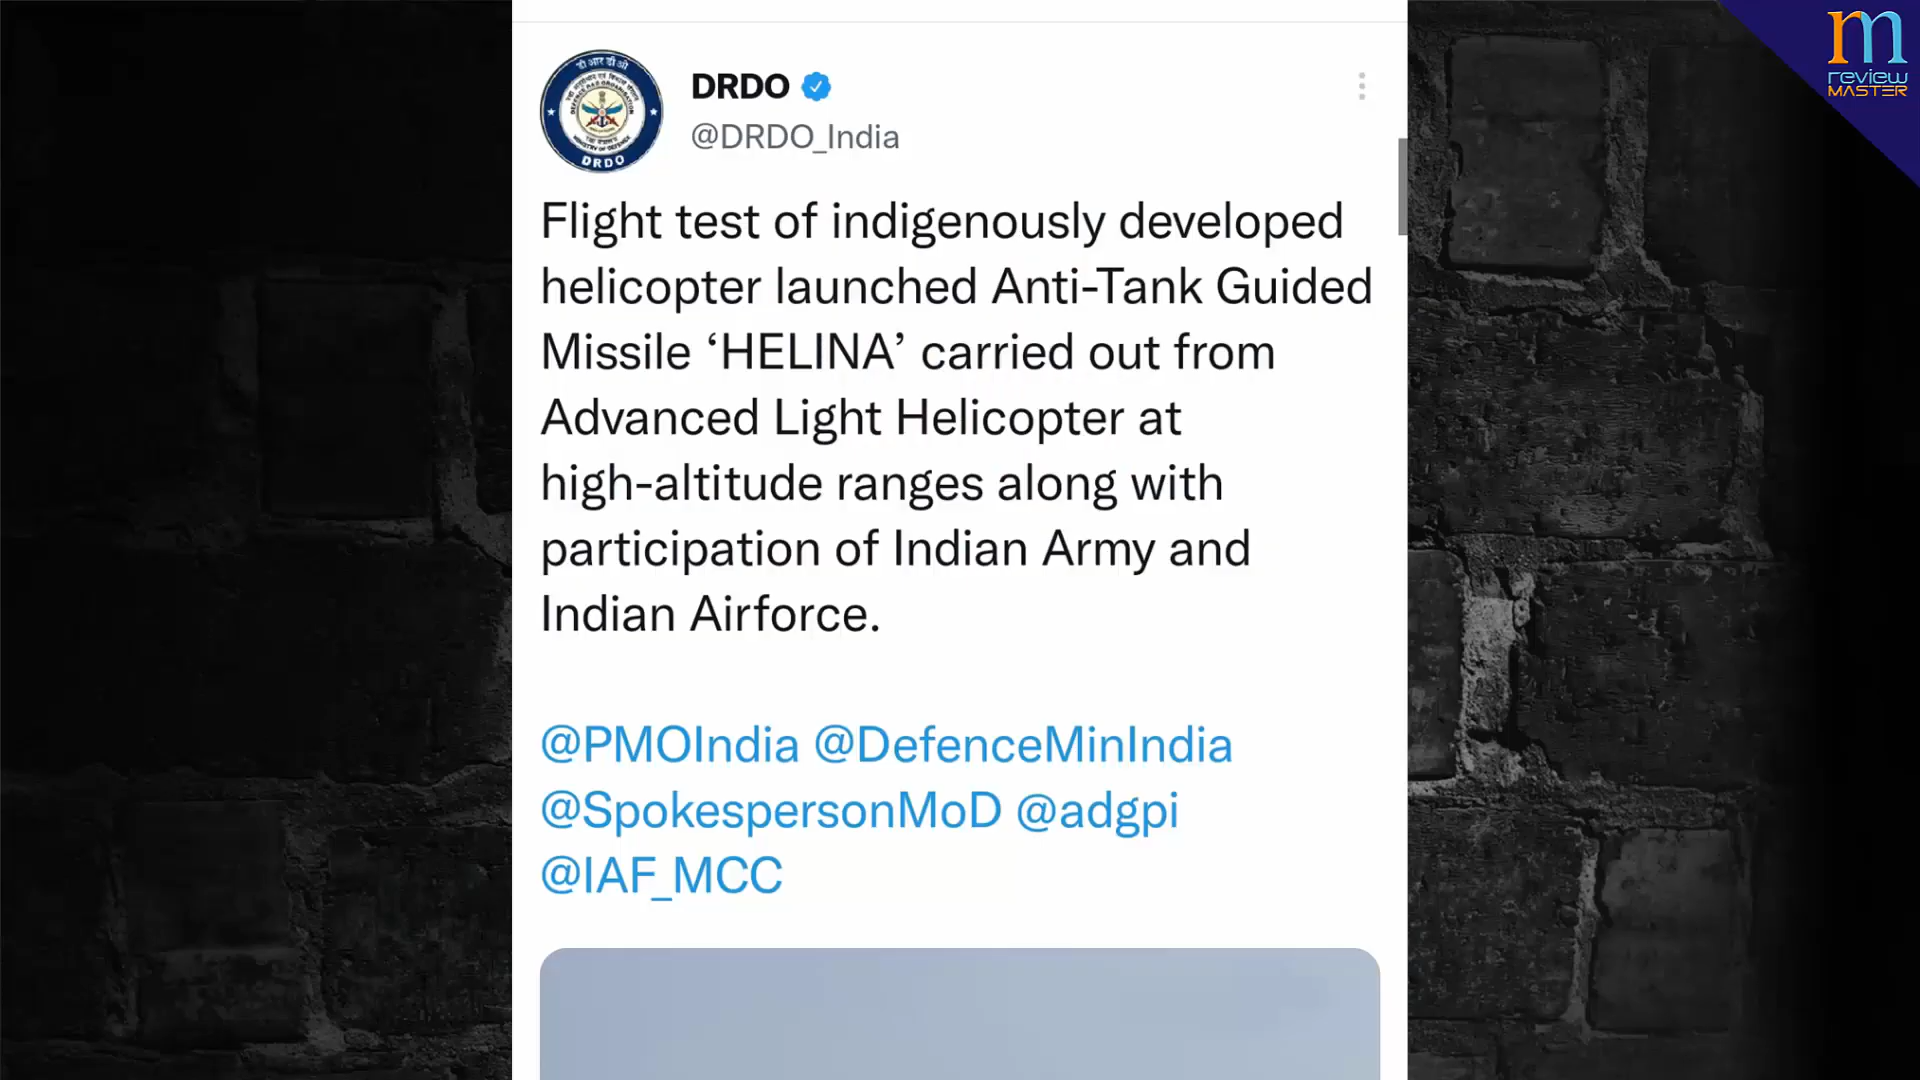 m
review
MASTER
डी आर डी ओ
DRDO
DRDO
@DRDO_India
Flight test of indigenously developed
helicopter launched Anti-Tank Guided
Missile ‘HELINA’ carried out from
Advanced Light Helicopter at
high-altitude ranges along with
participation of Indian Army and
Indian Airforce.
@PMOIndia @DefenceMinIndia
@SpokespersonMoD @adgpi
@IAF_MCC